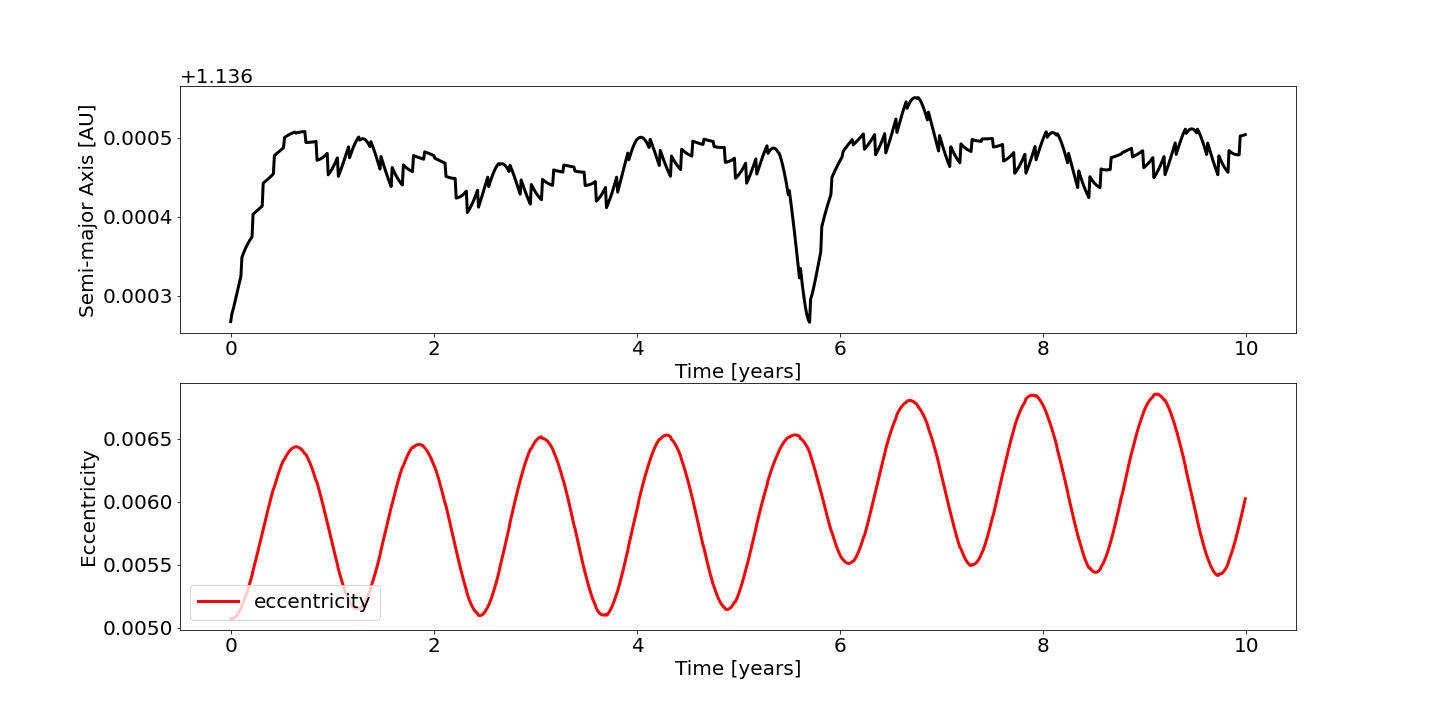 +1.136
Semi-major Axis [AU]
0.0005
0.0004
0.0003
0 2 4 6 8 10
Time [years]
Eccentricity
0.0065
0.0060
0.0055
0.0050
eccentricity
0 2 4 6 8 10
Time [years]